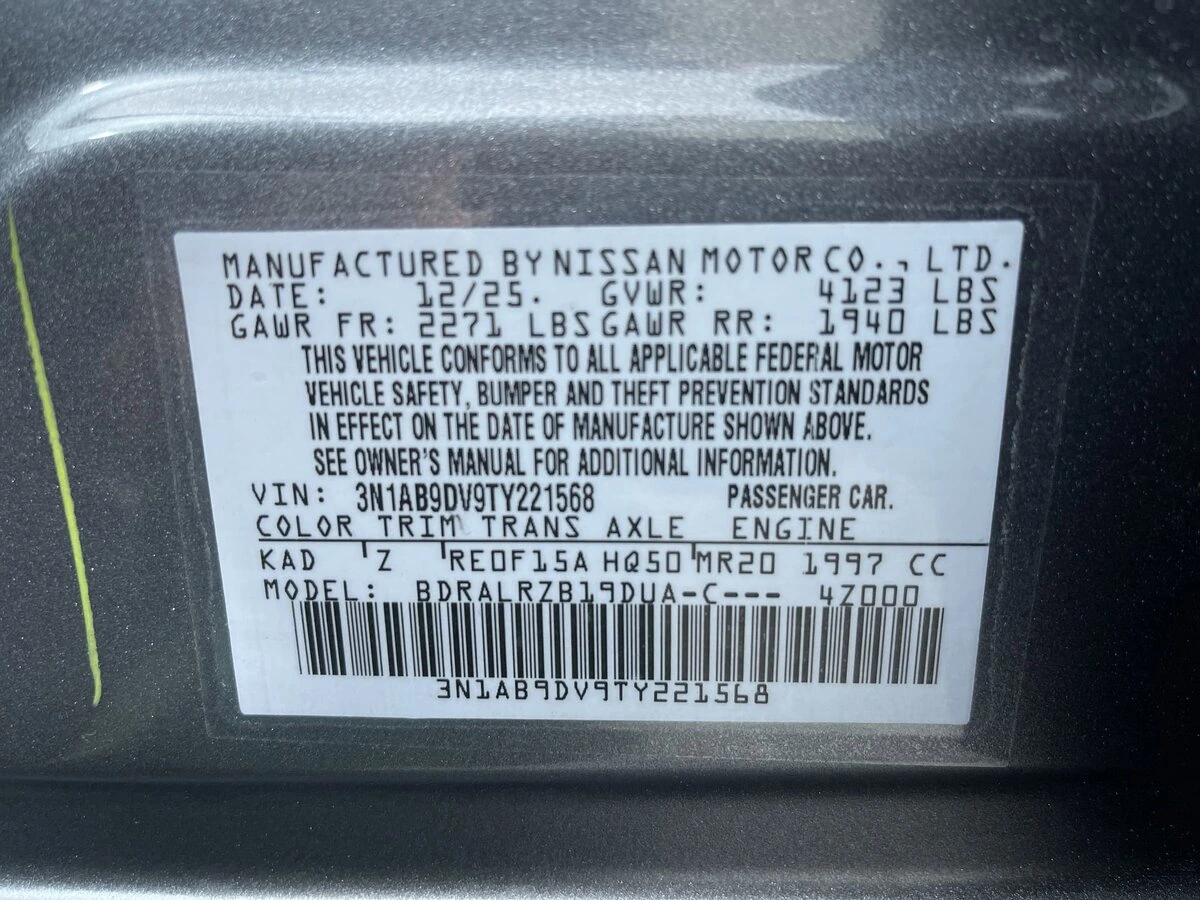 MANUFACTURED BY NISSAN MOTOR CO., LTD.
DATE: 12/25. GVWR: 4123 LBS
GAWR FR: 2271 LBS GAWR RR: 1940 LBS
THIS VEHICLE CONFORMS TO ALL APPLICABLE FEDERAL MOTOR
VEHICLE SAFETY, BUMPER AND THEFT PREVENTION STANDARDS
IN EFFECT ON THE DATE OF MANUFACTURE SHOWN ABOVE.
SEE OWNER'S MANUAL FOR ADDITIONAL INFORMATION.
VIN: 3N1AB9DV9TY221568 PASSENGER CAR.
COLOR TRIM TRANS AXLE ENGINE
KAD Z RE0F15A HQ50 MR20 1997 CC
MODEL: BDRALRZB19DUA-C--- 4Z000
3N1AB9DV9TY221568